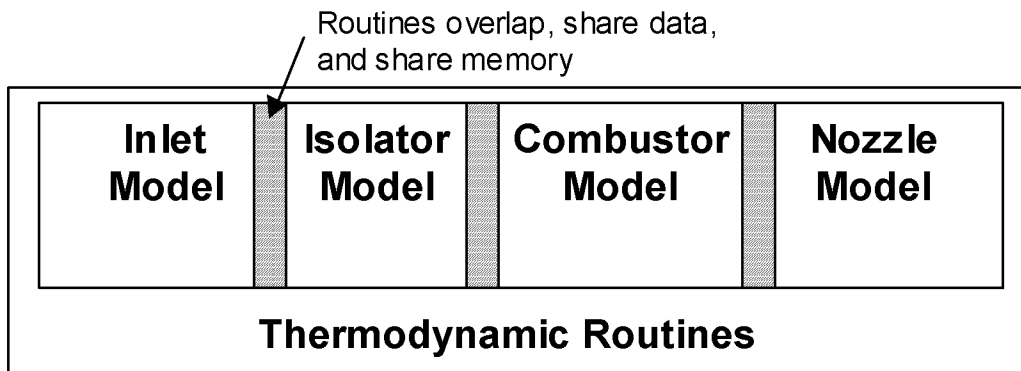 Routines overlap, share data,
and share memory
Inlet
Model
Isolator
Model
Combustor
Model
Nozzle
Model
Thermodynamic Routines